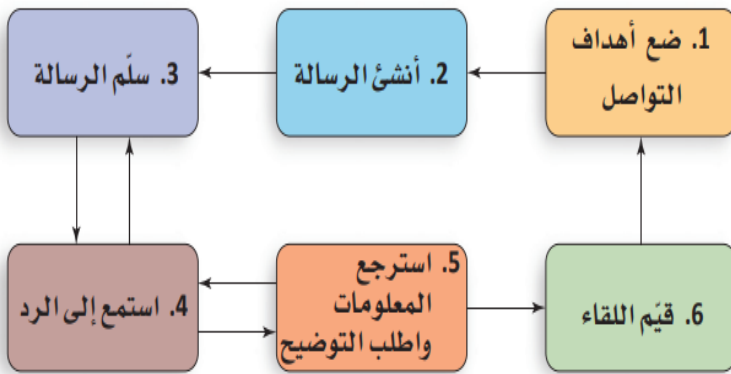 1. ضع أهداف
التواصل
2. أنشئ الرسالة
3. سلّم الرسالة
4. استمع إلى الرد
5. استرجع
المعلومات
واطلب التوضيح
6. قيّم اللقاء